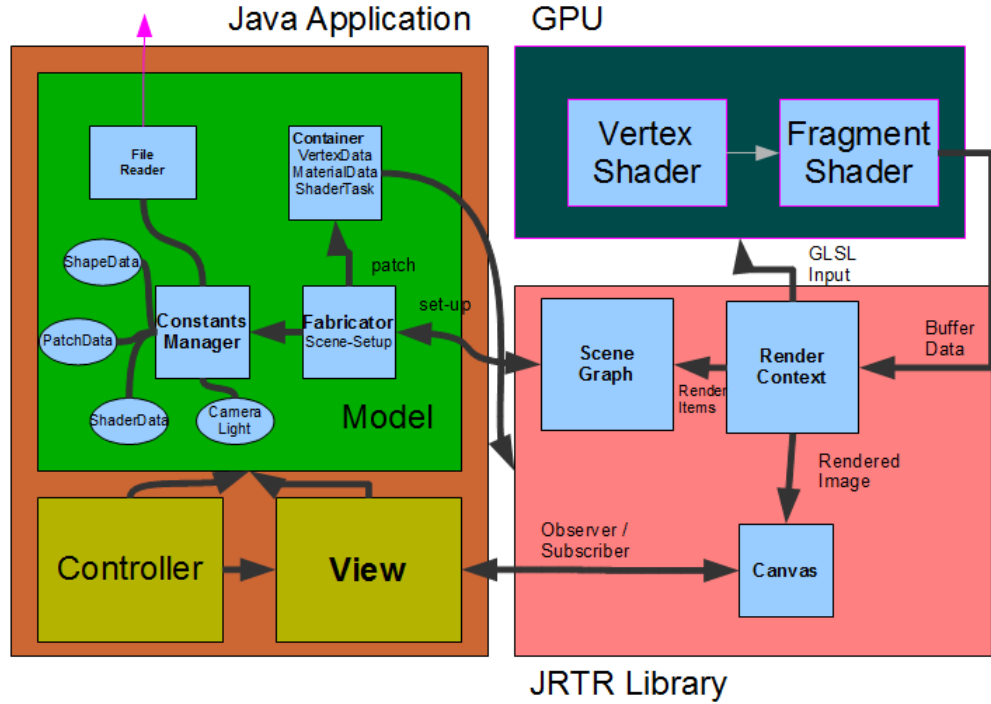 Java Application
GPU
File
Reader
Container
VertexData
MaterialData
ShaderTask
Vertex
Shader
Fragment
Shader
ShapeData
patch
GLSL
Input
PatchData
Constants
Manager
Fabricator
Scene-Setup
set-up
Scene
Graph
Render
Context
Buffer
Data
Render
Items
ShaderData
Camera
Light
Model
Rendered
Image
Controller
View
Observer /
Subscriber
Canvas
JRTR Library